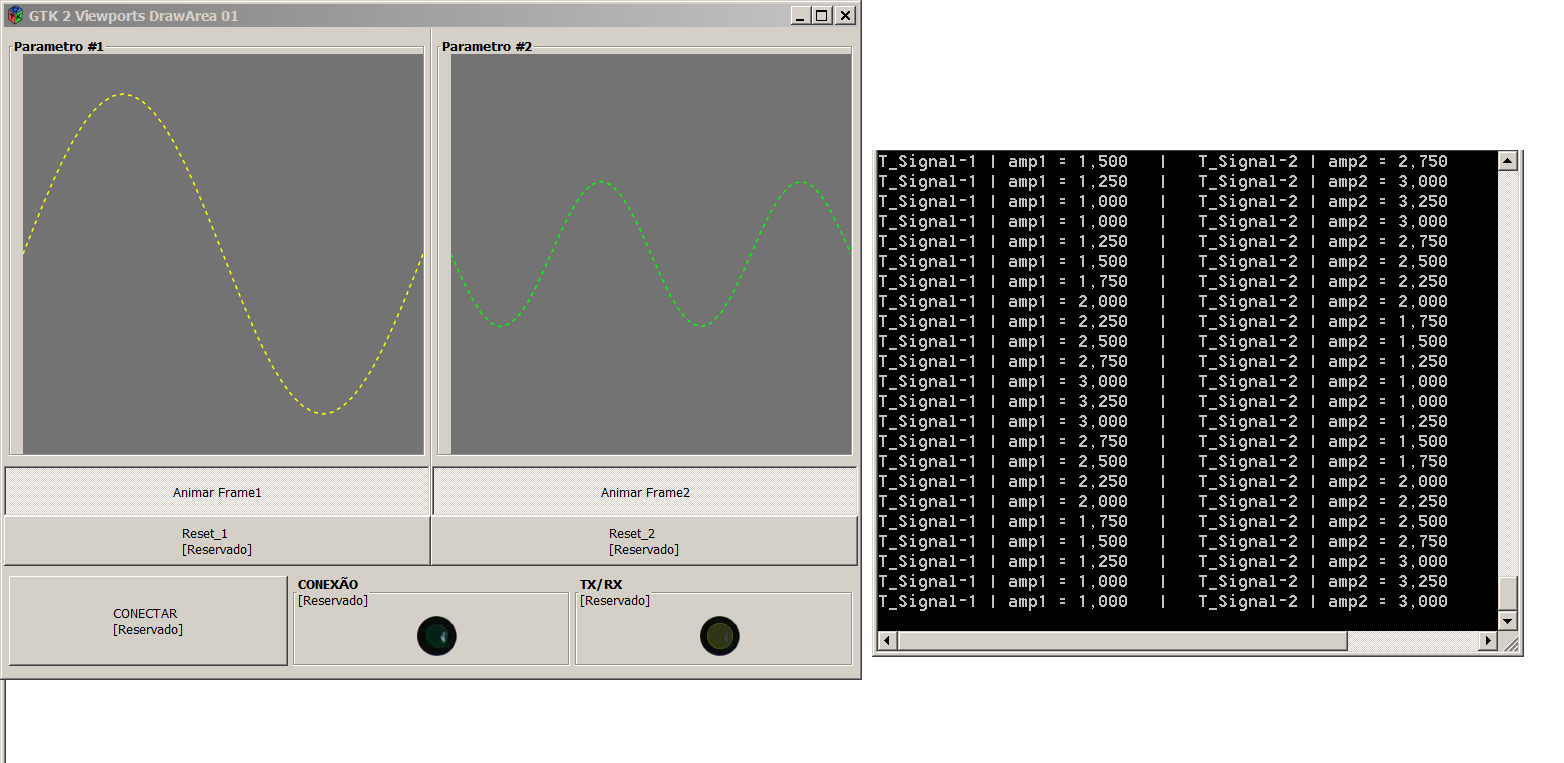 GTK 2 Viewports DrawArea 01
Parametro #1
Parametro #2
Animar Frame1
Animar Frame2
Reset_1
[Reservado]
Reset_2
[Reservado]
CONECTAR
[Reservado]
CONEXÃO
[Reservado]
TX/RX
[Reservado]
T_Signal-1 | amp1 = 1,500 | T_Signal-2 | amp2 = 2,750
T_Signal-1 | amp1 = 1,250 | T_Signal-2 | amp2 = 3,000
T_Signal-1 | amp1 = 1,000 | T_Signal-2 | amp2 = 3,250
T_Signal-1 | amp1 = 1,000 | T_Signal-2 | amp2 = 3,000
T_Signal-1 | amp1 = 1,250 | T_Signal-2 | amp2 = 2,750
T_Signal-1 | amp1 = 1,500 | T_Signal-2 | amp2 = 2,500
T_Signal-1 | amp1 = 1,750 | T_Signal-2 | amp2 = 2,250
T_Signal-1 | amp1 = 2,000 | T_Signal-2 | amp2 = 2,000
T_Signal-1 | amp1 = 2,250 | T_Signal-2 | amp2 = 1,750
T_Signal-1 | amp1 = 2,500 | T_Signal-2 | amp2 = 1,500
T_Signal-1 | amp1 = 2,750 | T_Signal-2 | amp2 = 1,250
T_Signal-1 | amp1 = 3,000 | T_Signal-2 | amp2 = 1,000
T_Signal-1 | amp1 = 3,250 | T_Signal-2 | amp2 = 1,000
T_Signal-1 | amp1 = 3,000 | T_Signal-2 | amp2 = 1,250
T_Signal-1 | amp1 = 2,750 | T_Signal-2 | amp2 = 1,500
T_Signal-1 | amp1 = 2,500 | T_Signal-2 | amp2 = 1,750
T_Signal-1 | amp1 = 2,250 | T_Signal-2 | amp2 = 2,000
T_Signal-1 | amp1 = 2,000 | T_Signal-2 | amp2 = 2,250
T_Signal-1 | amp1 = 1,750 | T_Signal-2 | amp2 = 2,500
T_Signal-1 | amp1 = 1,500 | T_Signal-2 | amp2 = 2,750
T_Signal-1 | amp1 = 1,250 | T_Signal-2 | amp2 = 3,000
T_Signal-1 | amp1 = 1,000 | T_Signal-2 | amp2 = 3,250
T_Signal-1 | amp1 = 1,000 | T_Signal-2 | amp2 = 3,000